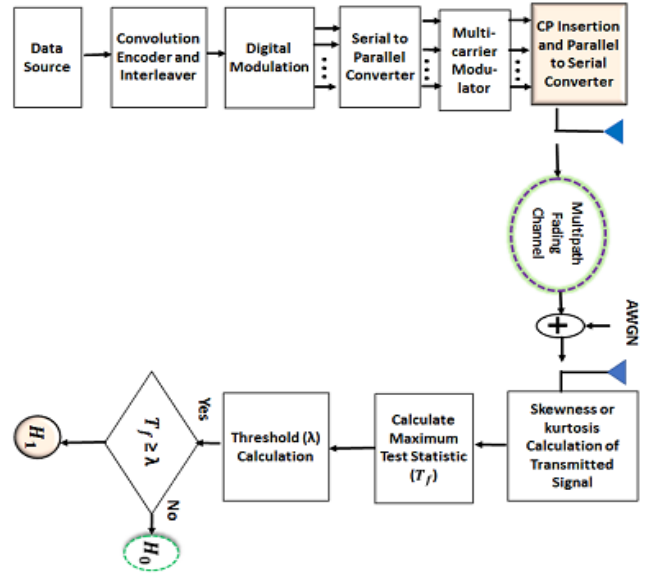 Data
Source
Convolution
Encoder and
Interleaver
Digital
Modulation
Serial to
Parallel
Converter
Multi-
carrier
Modu-
lator
CP Insertion
and Parallel
to Serial
Converter
Multipath
Fading
Channel
AWGN
+
Skewness or
kurtosis
Calculation of
Transmitted
Signal
Calculate
Maximum
Test Statistic
(T_f)
Threshold (λ)
Calculation
Yes
T_f ≥ λ
H_1
No
H_0